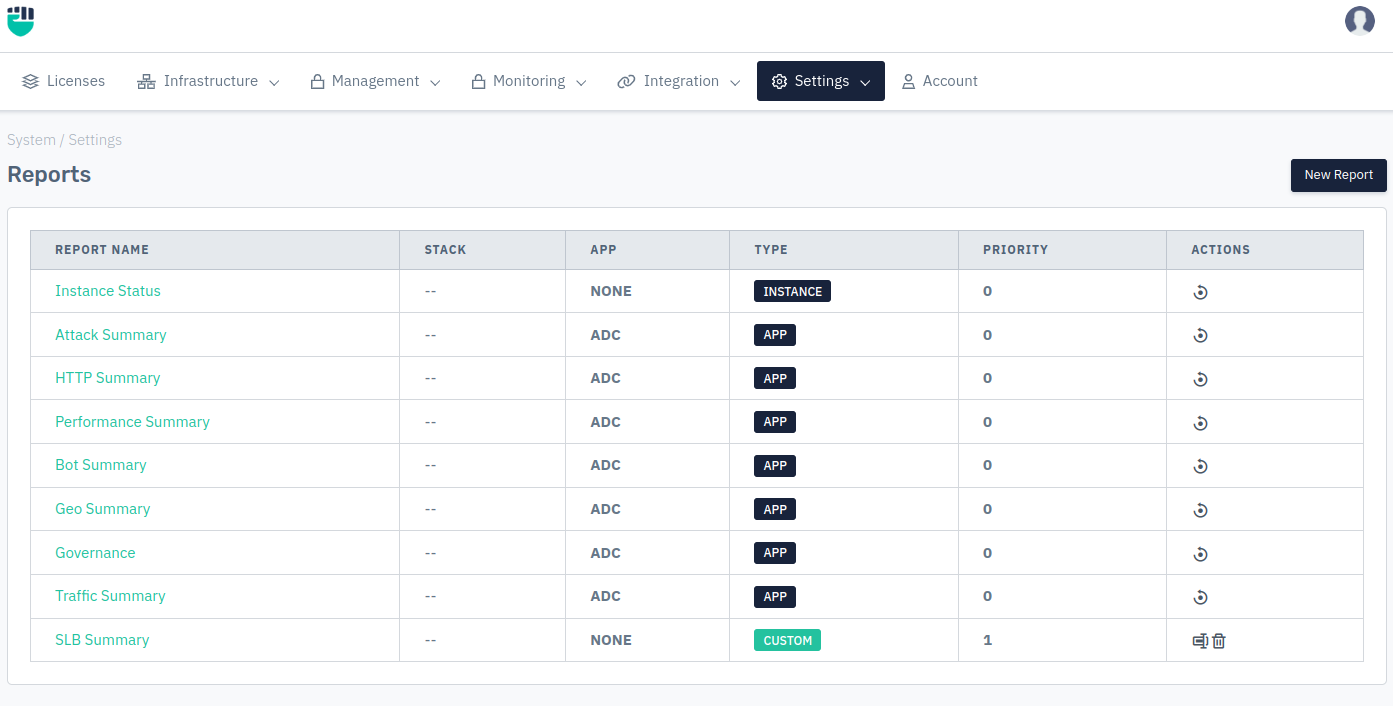 Licenses Infrastructure Management Monitoring Integration Settings Account
System / Settings
Reports
New Report
REPORT NAME STACK APP TYPE PRIORITY ACTIONS
Instance Status -- NONE INSTANCE 0
Attack Summary -- ADC APP 0
HTTP Summary -- ADC APP 0
Performance Summary -- ADC APP 0
Bot Summary -- ADC APP 0
Geo Summary -- ADC APP 0
Governance -- ADC APP 0
Traffic Summary -- ADC APP 0
SLB Summary -- NONE CUSTOM 1